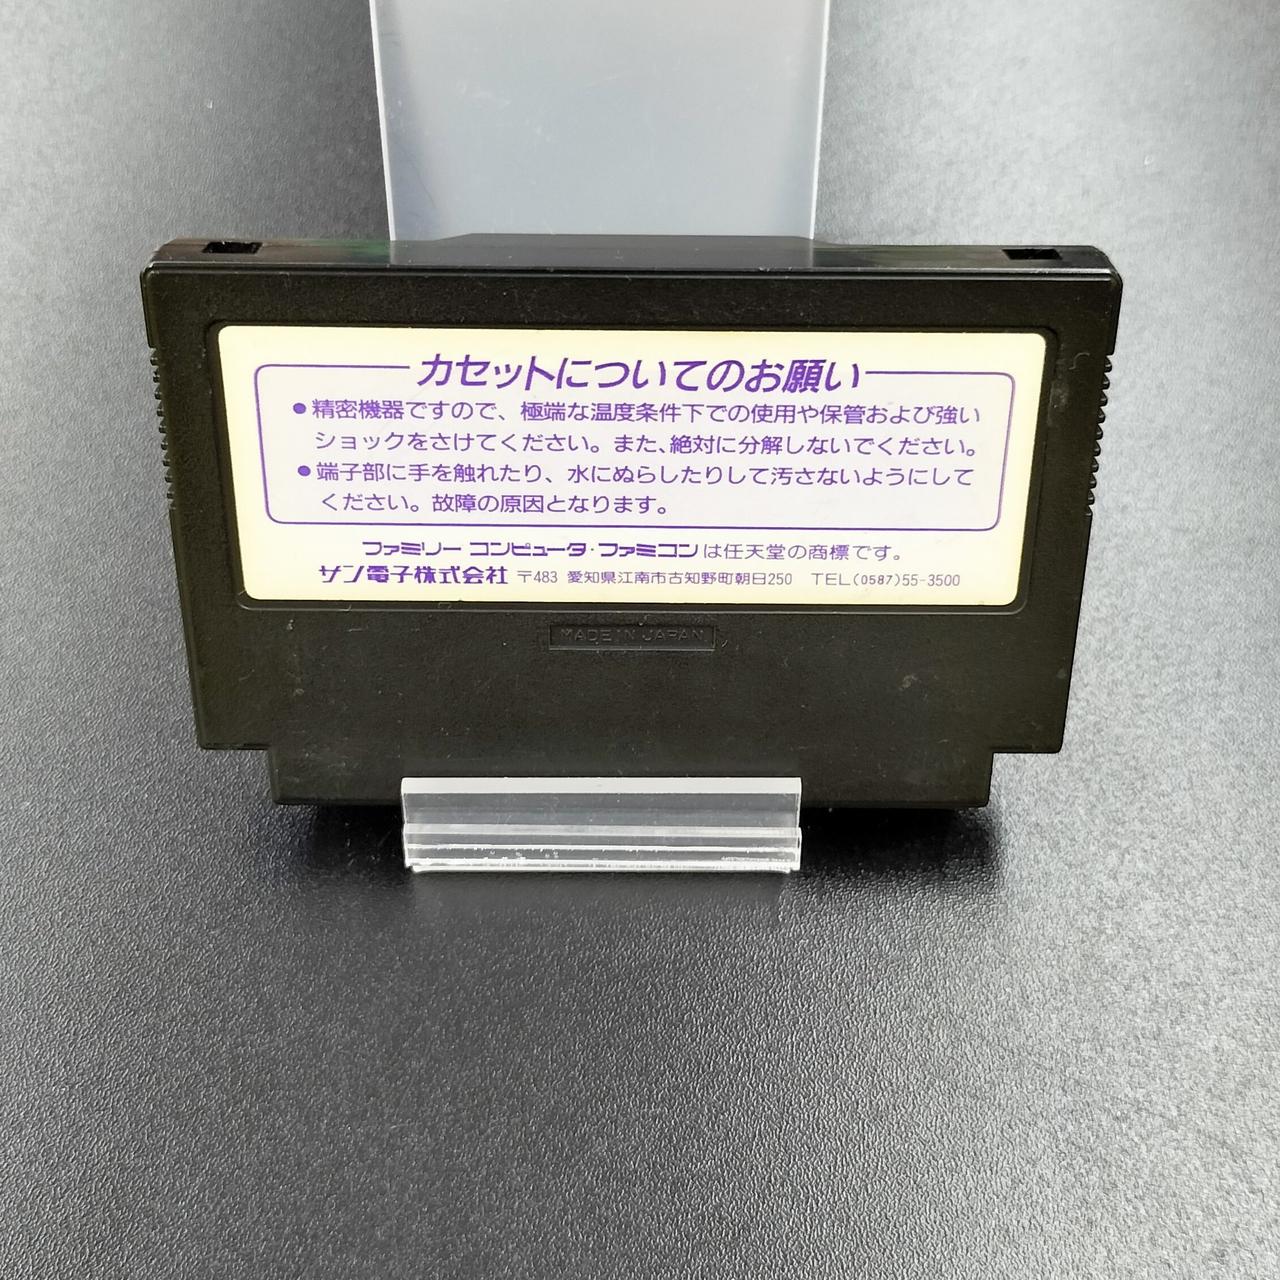 カセットについてのお願い
●精密機器ですので、極端な温度条件下での使用や保管および強い
ショックをさけてください。また、絶対に分解しないでください。
●端子部に手を触れたり、水にぬらしたりして汚さないようにして
ください。故障の原因となります。
ファミリー コンピュータ・ファミコンは任天堂の商標です。
サン電子株式会社 〒483 愛知県江南市古知野町朝日250 TEL(0587)55-3500
MADE IN JAPAN